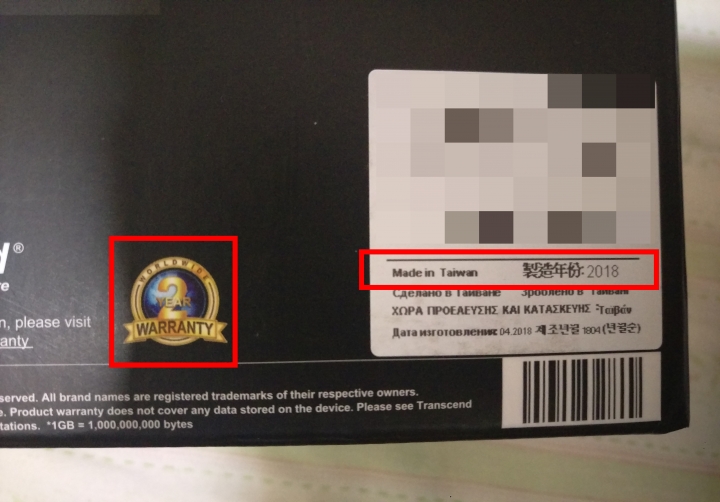 WORLDWIDE
2
YEAR
WARRANTY
n, please visit
anty
Made in Taiwan 製造年份: 2018
Сделано в Тайване Зроблено в Тайвані
ΧΩΡΑ ΠΡΟΕΛΕΥΣΗΣ ΚΑΙ ΚΑΤΑΣΚΕΥΗΣ : Ταϊβάν
Дата изготовления: 04.2018 제조년월 1804 (년월순)
erved. All brand names are registered trademarks of their respective owners.
e. Product warranty does not cover any data stored on the device. Please see Transcend
tations. *1GB = 1,000,000,000 bytes